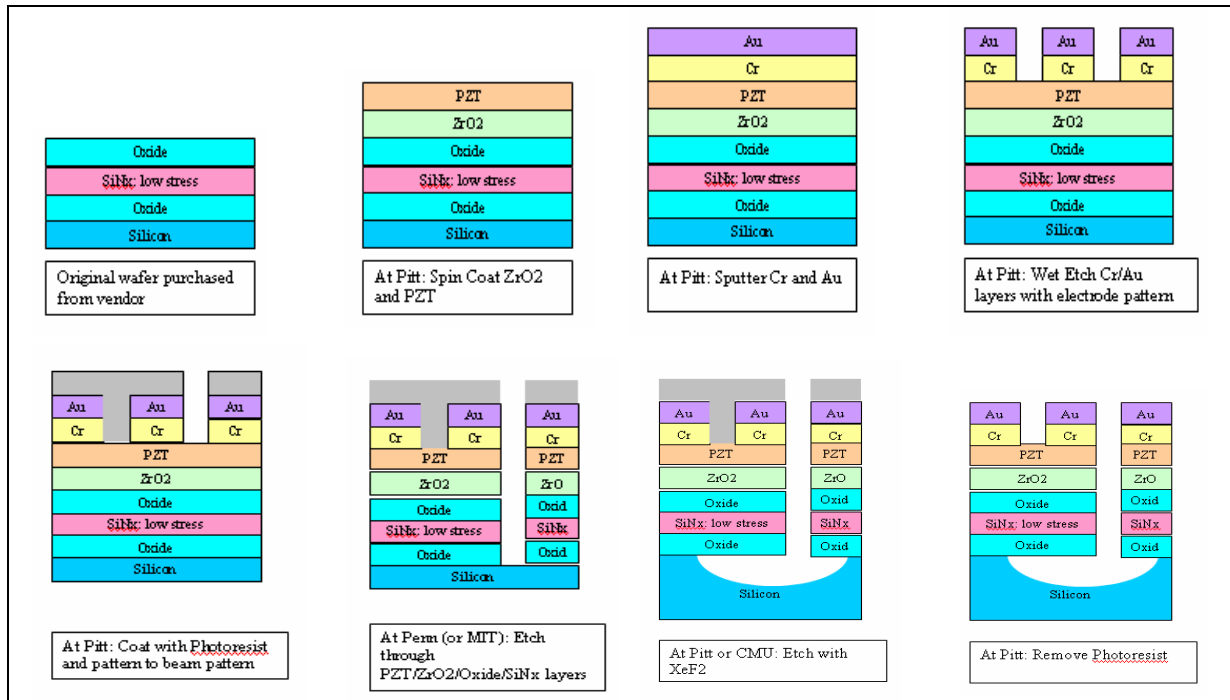 Oxide
SiNx: low stress
Oxide
Silicon
Original wafer purchased
from vendor
PZT
ZrO2
Oxide
SiNx: low stress
Oxide
Silicon
At Pitt: Spin Coat ZrO2
and PZT
Au
Cr
PZT
ZrO2
Oxide
SiNx: low stress
Oxide
Silicon
At Pitt: Sputter Cr and Au
Au Au Au
Cr Cr Cr
PZT
ZrO2
Oxide
SiNx: low stress
Oxide
Silicon
At Pitt: Wet Etch Cr/Au
layers with electrode pattern
Au Au Au
Cr Cr Cr
PZT
ZrO2
Oxide
SiNx: low stress
Oxide
Silicon
At Pitt: Coat with Photoresist
and pattern to beam pattern
Au Au Au
Cr Cr Cr
PZT PZT
ZrO2 ZrO
Oxide Oxid
SiNx: low stress SiNx
Oxide Oxid
Silicon
At Perm (or MIT): Etch
through
PZT/ZrO2/Oxide/SiNx layers
Au Au Au
Cr Cr Cr
PZT PZT
ZrO2 ZrO
Oxide Oxid
SiNx: low stress SiNx
Oxide Oxid
Silicon
At Pitt or CMU: Etch with
XeF2
Au Au Au
Cr Cr Cr
PZT PZT
ZrO2 ZrO
Oxide Oxid
SiNx: low stress SiNx
Oxide Oxid
Silicon
At Pitt: Remove Photoresist